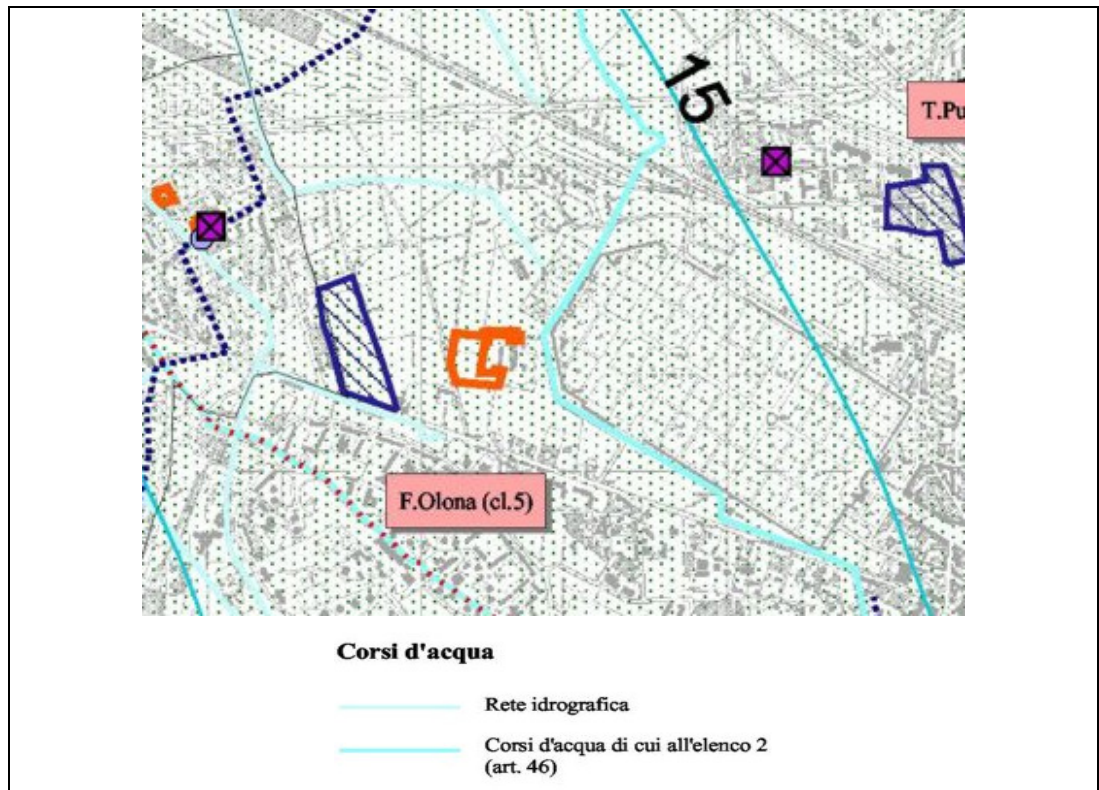 15
T.Pu
F.Olona (cl.5)
Corsi d'acqua
Rete idrografica
Corsi d'acqua di cui all'elenco 2
(art. 46)